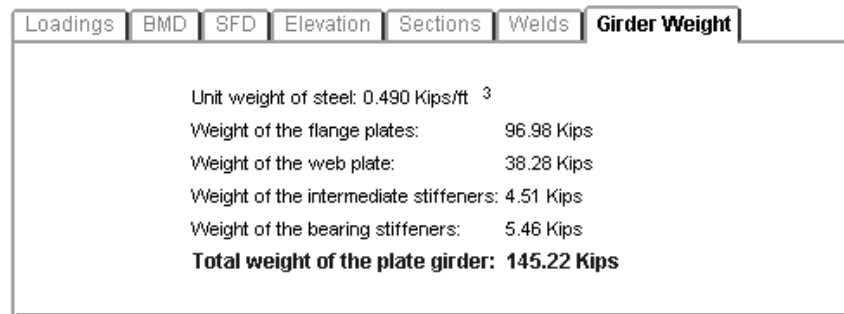 Loadings BMD SFD Elevation Sections Welds Girder Weight
Unit weight of steel: 0.490 Kips/ft 3
Weight of the flange plates: 96.98 Kips
Weight of the web plate: 38.28 Kips
Weight of the intermediate stiffeners: 4.51 Kips
Weight of the bearing stiffeners: 5.46 Kips
Total weight of the plate girder: 145.22 Kips